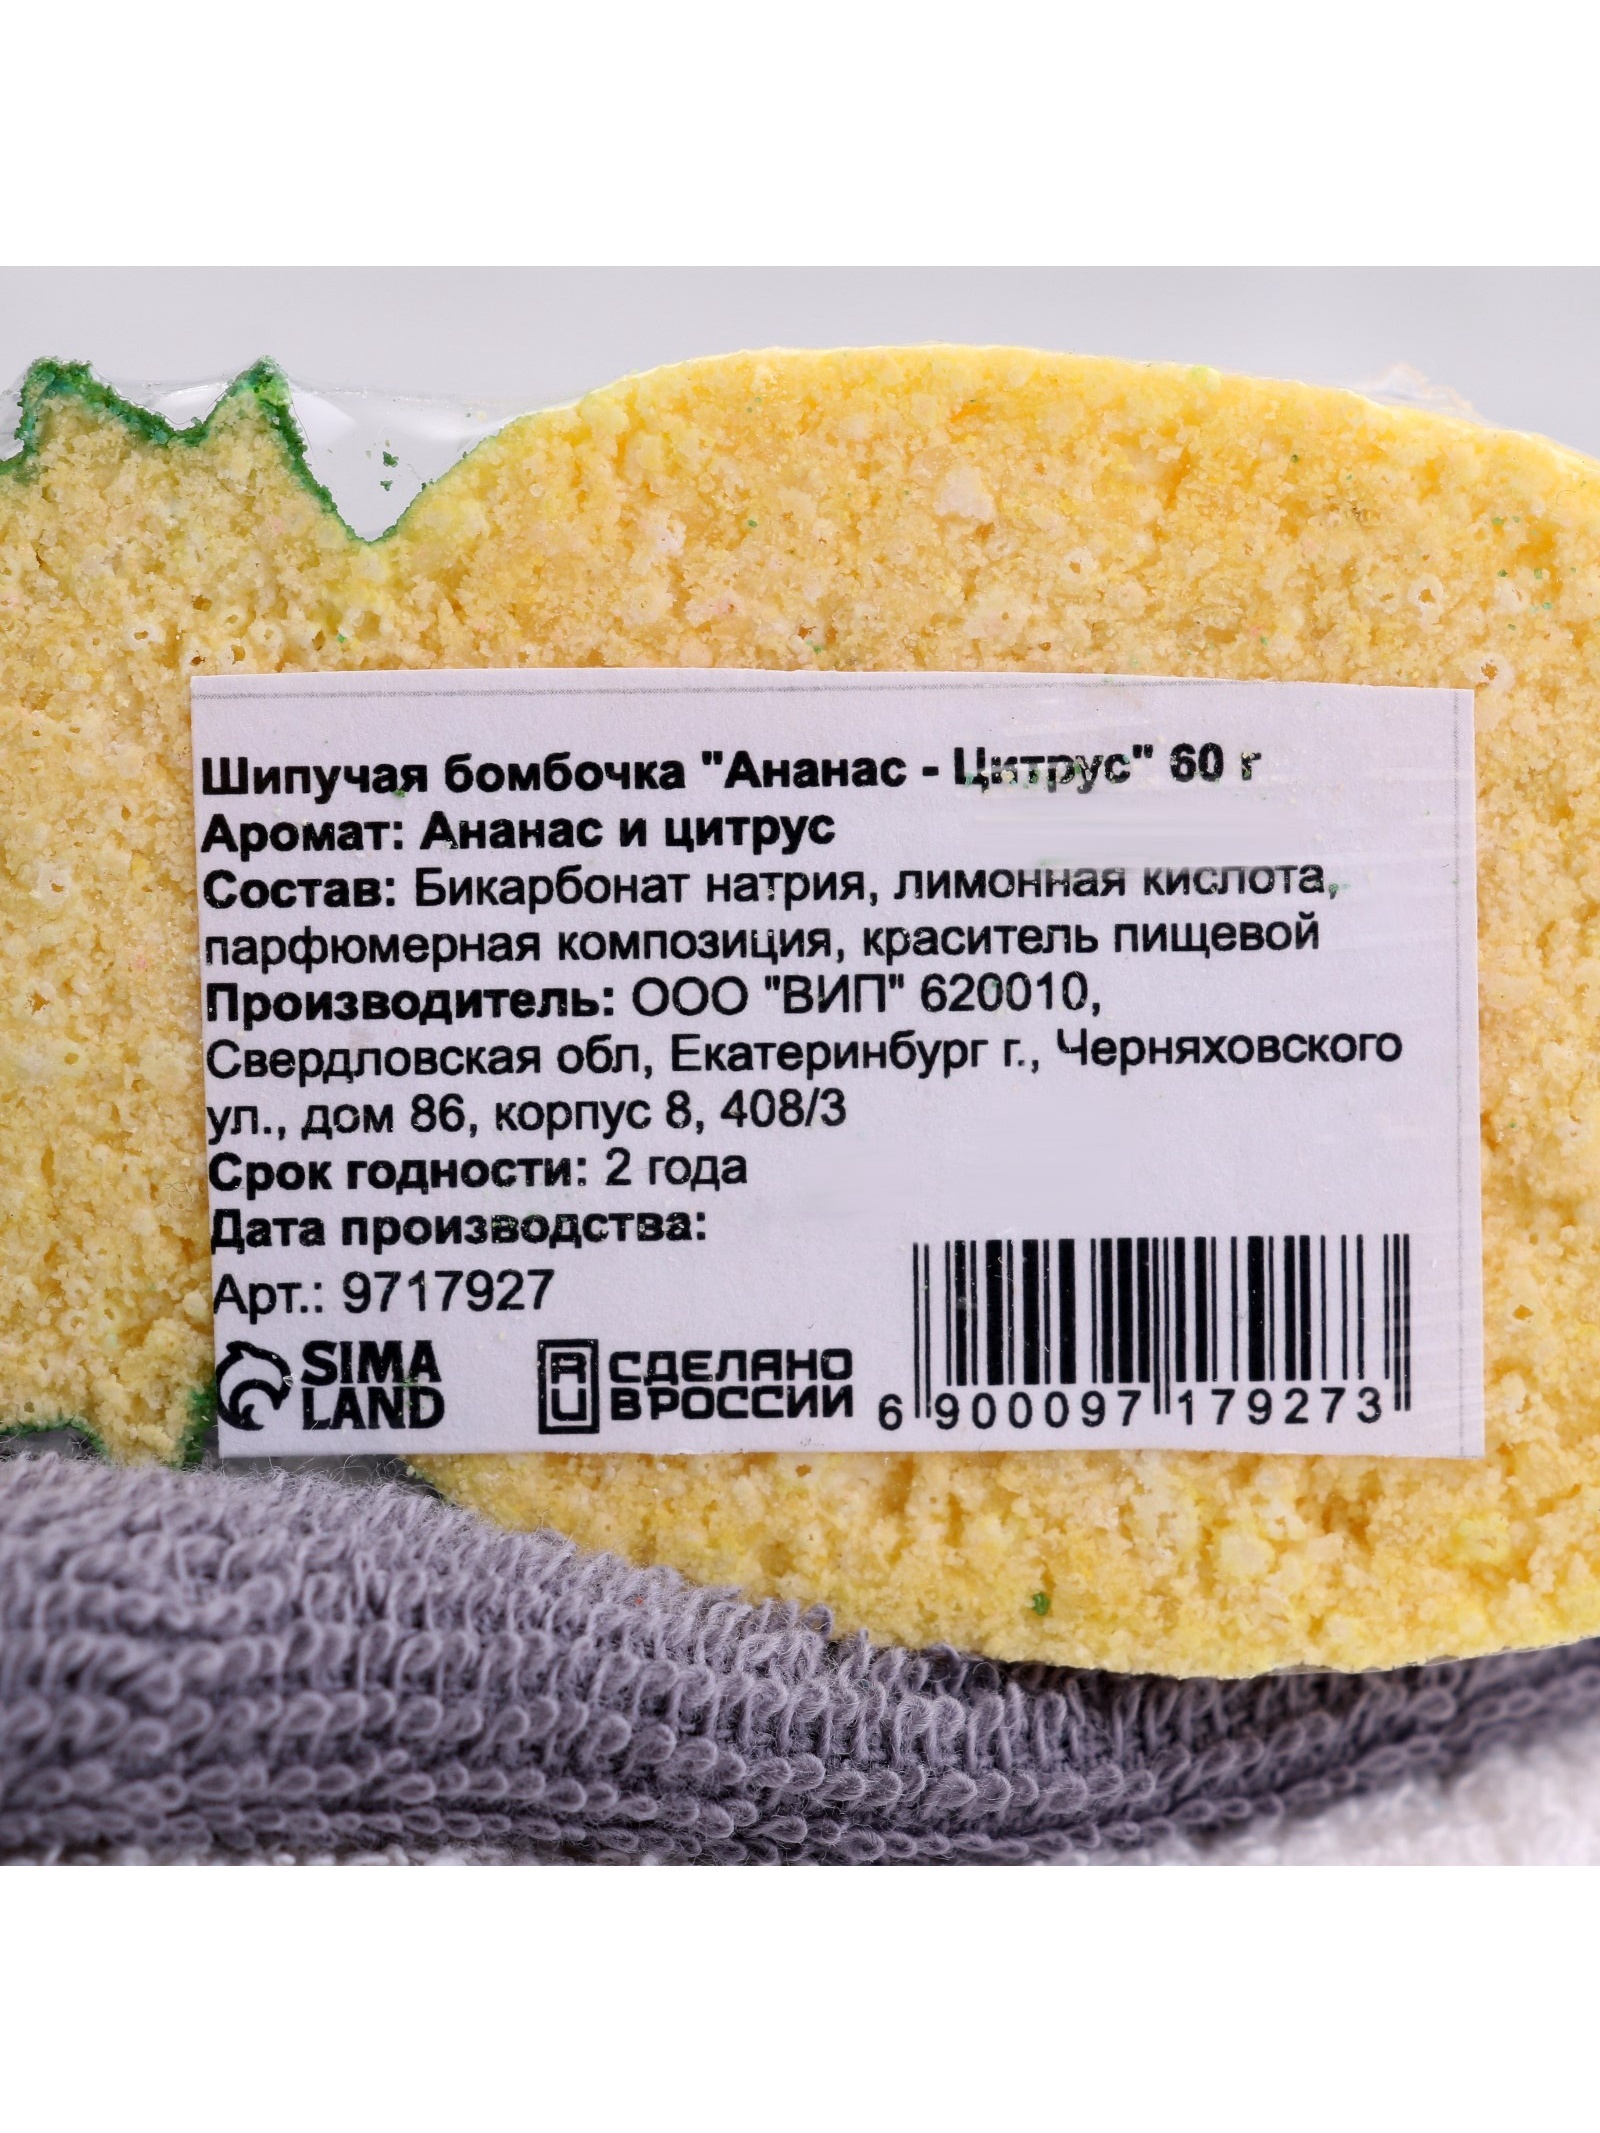 Шипучая бомбочка "Ананас - Цитрус" 60 г
Аромат: Ананас и цитрус
Состав: Бикарбонат натрия, лимонная кислота,
парфюмерная композиция, краситель пищевой
Производитель: ООО "ВИП" 620010,
Свердловская обл, Екатеринбург г., Черняховского
ул., дом 86, корпус 8, 408/3
Срок годности: 2 года
Дата производства:
Арт.: 9717927
SIMA
LAND
RU
СДЕЛАНО
В РОССИИ
6 900097 179273